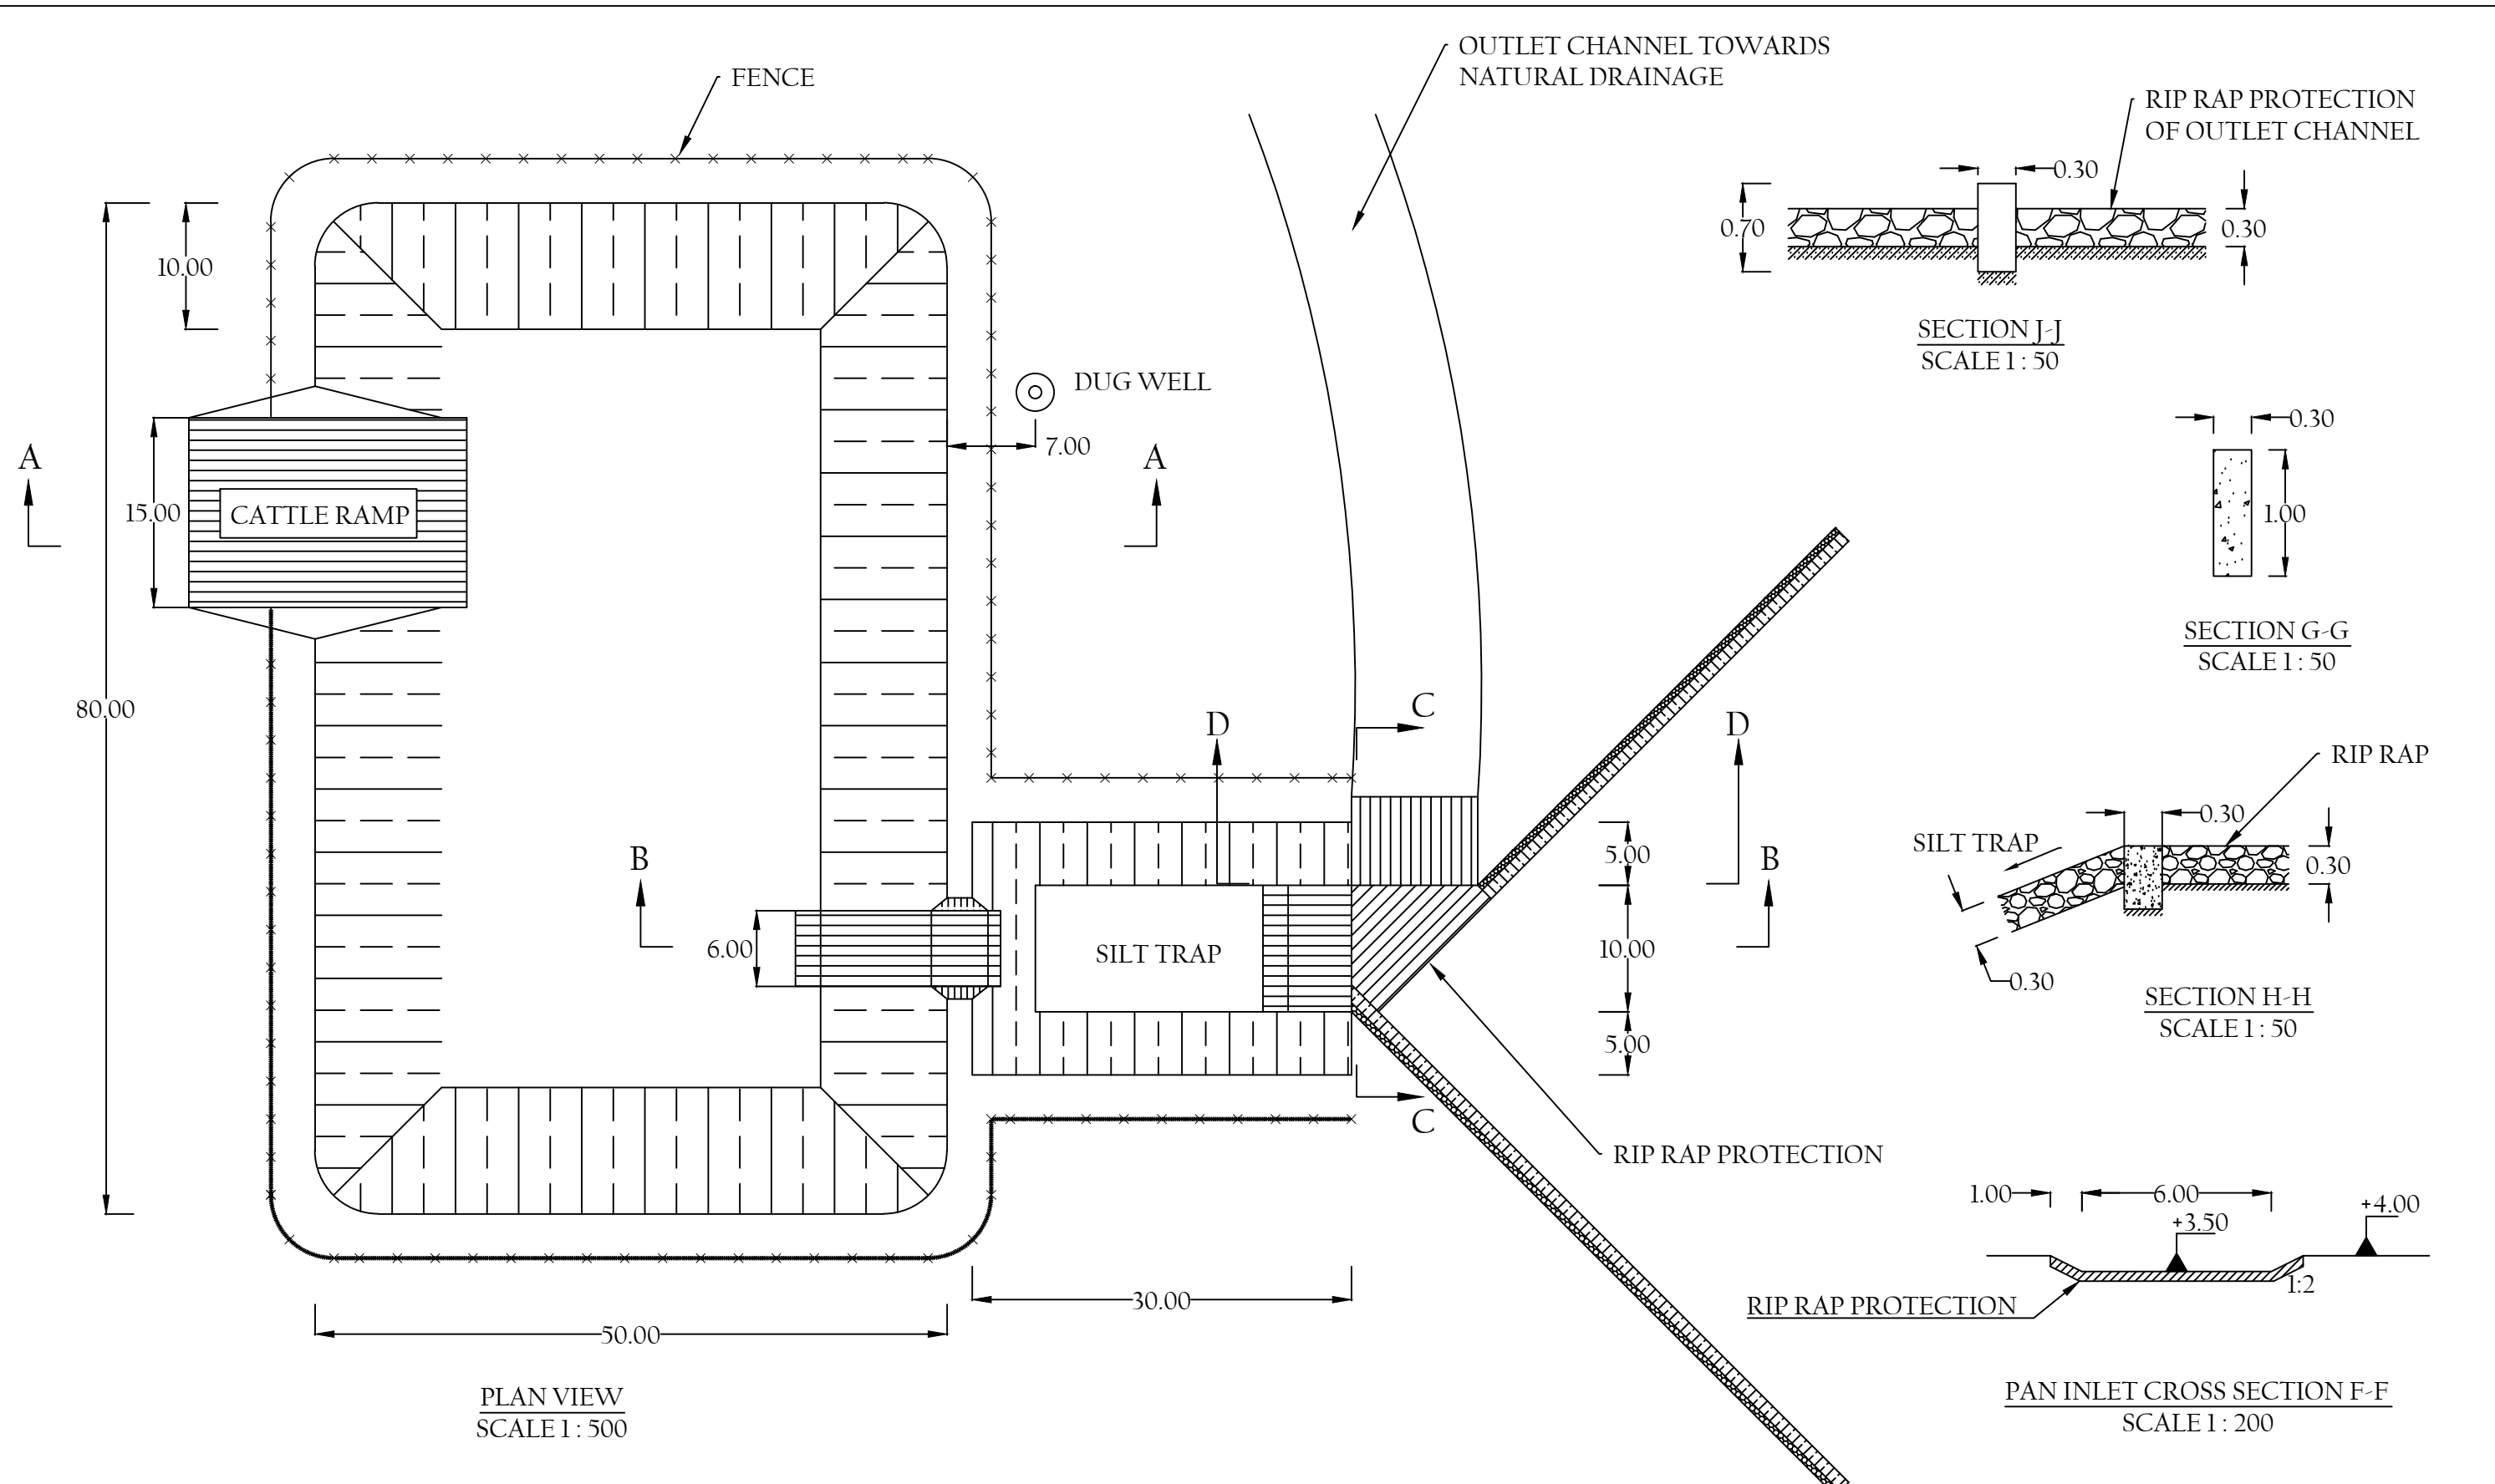 OUTLET CHANNEL TOWARDS
NATURAL DRAINAGE
FENCE
RIP RAP PROTECTION
OF OUTLET CHANNEL
0.30
0.70
0.30
SECTION J-J
SCALE 1 : 50
10.00
DUG WELL
7.00
A
A
15.00
CATTLE RAMP
0.30
1.00
SECTION G-G
SCALE 1 : 50
80.00
C
D
D
RIP RAP
0.30
SILT TRAP
0.30
0.30
SECTION H-H
SCALE 1 : 50
B
B
5.00
10.00
5.00
6.00
SILT TRAP
C
RIP RAP PROTECTION
1.00
6.00
+3.50
+4.00
1:2
RIP RAP PROTECTION
PAN INLET CROSS SECTION F-F
SCALE 1 : 200
30.00
50.00
PLAN VIEW
SCALE 1 : 500